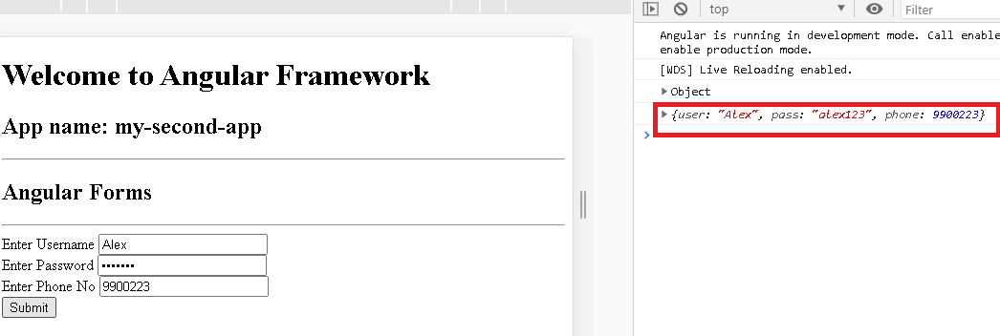 top
Filter
Welcome to Angular Framework
App name: my-second-app
Angular Forms
Enter Username Alex
Enter Password •••••••
Enter Phone No 9900223
Submit
Angular is running in development mode. Call enable
enable production mode.
[WDS] Live Reloading enabled.
Object
{user: "Alex", pass: "alex123", phone: 9900223}